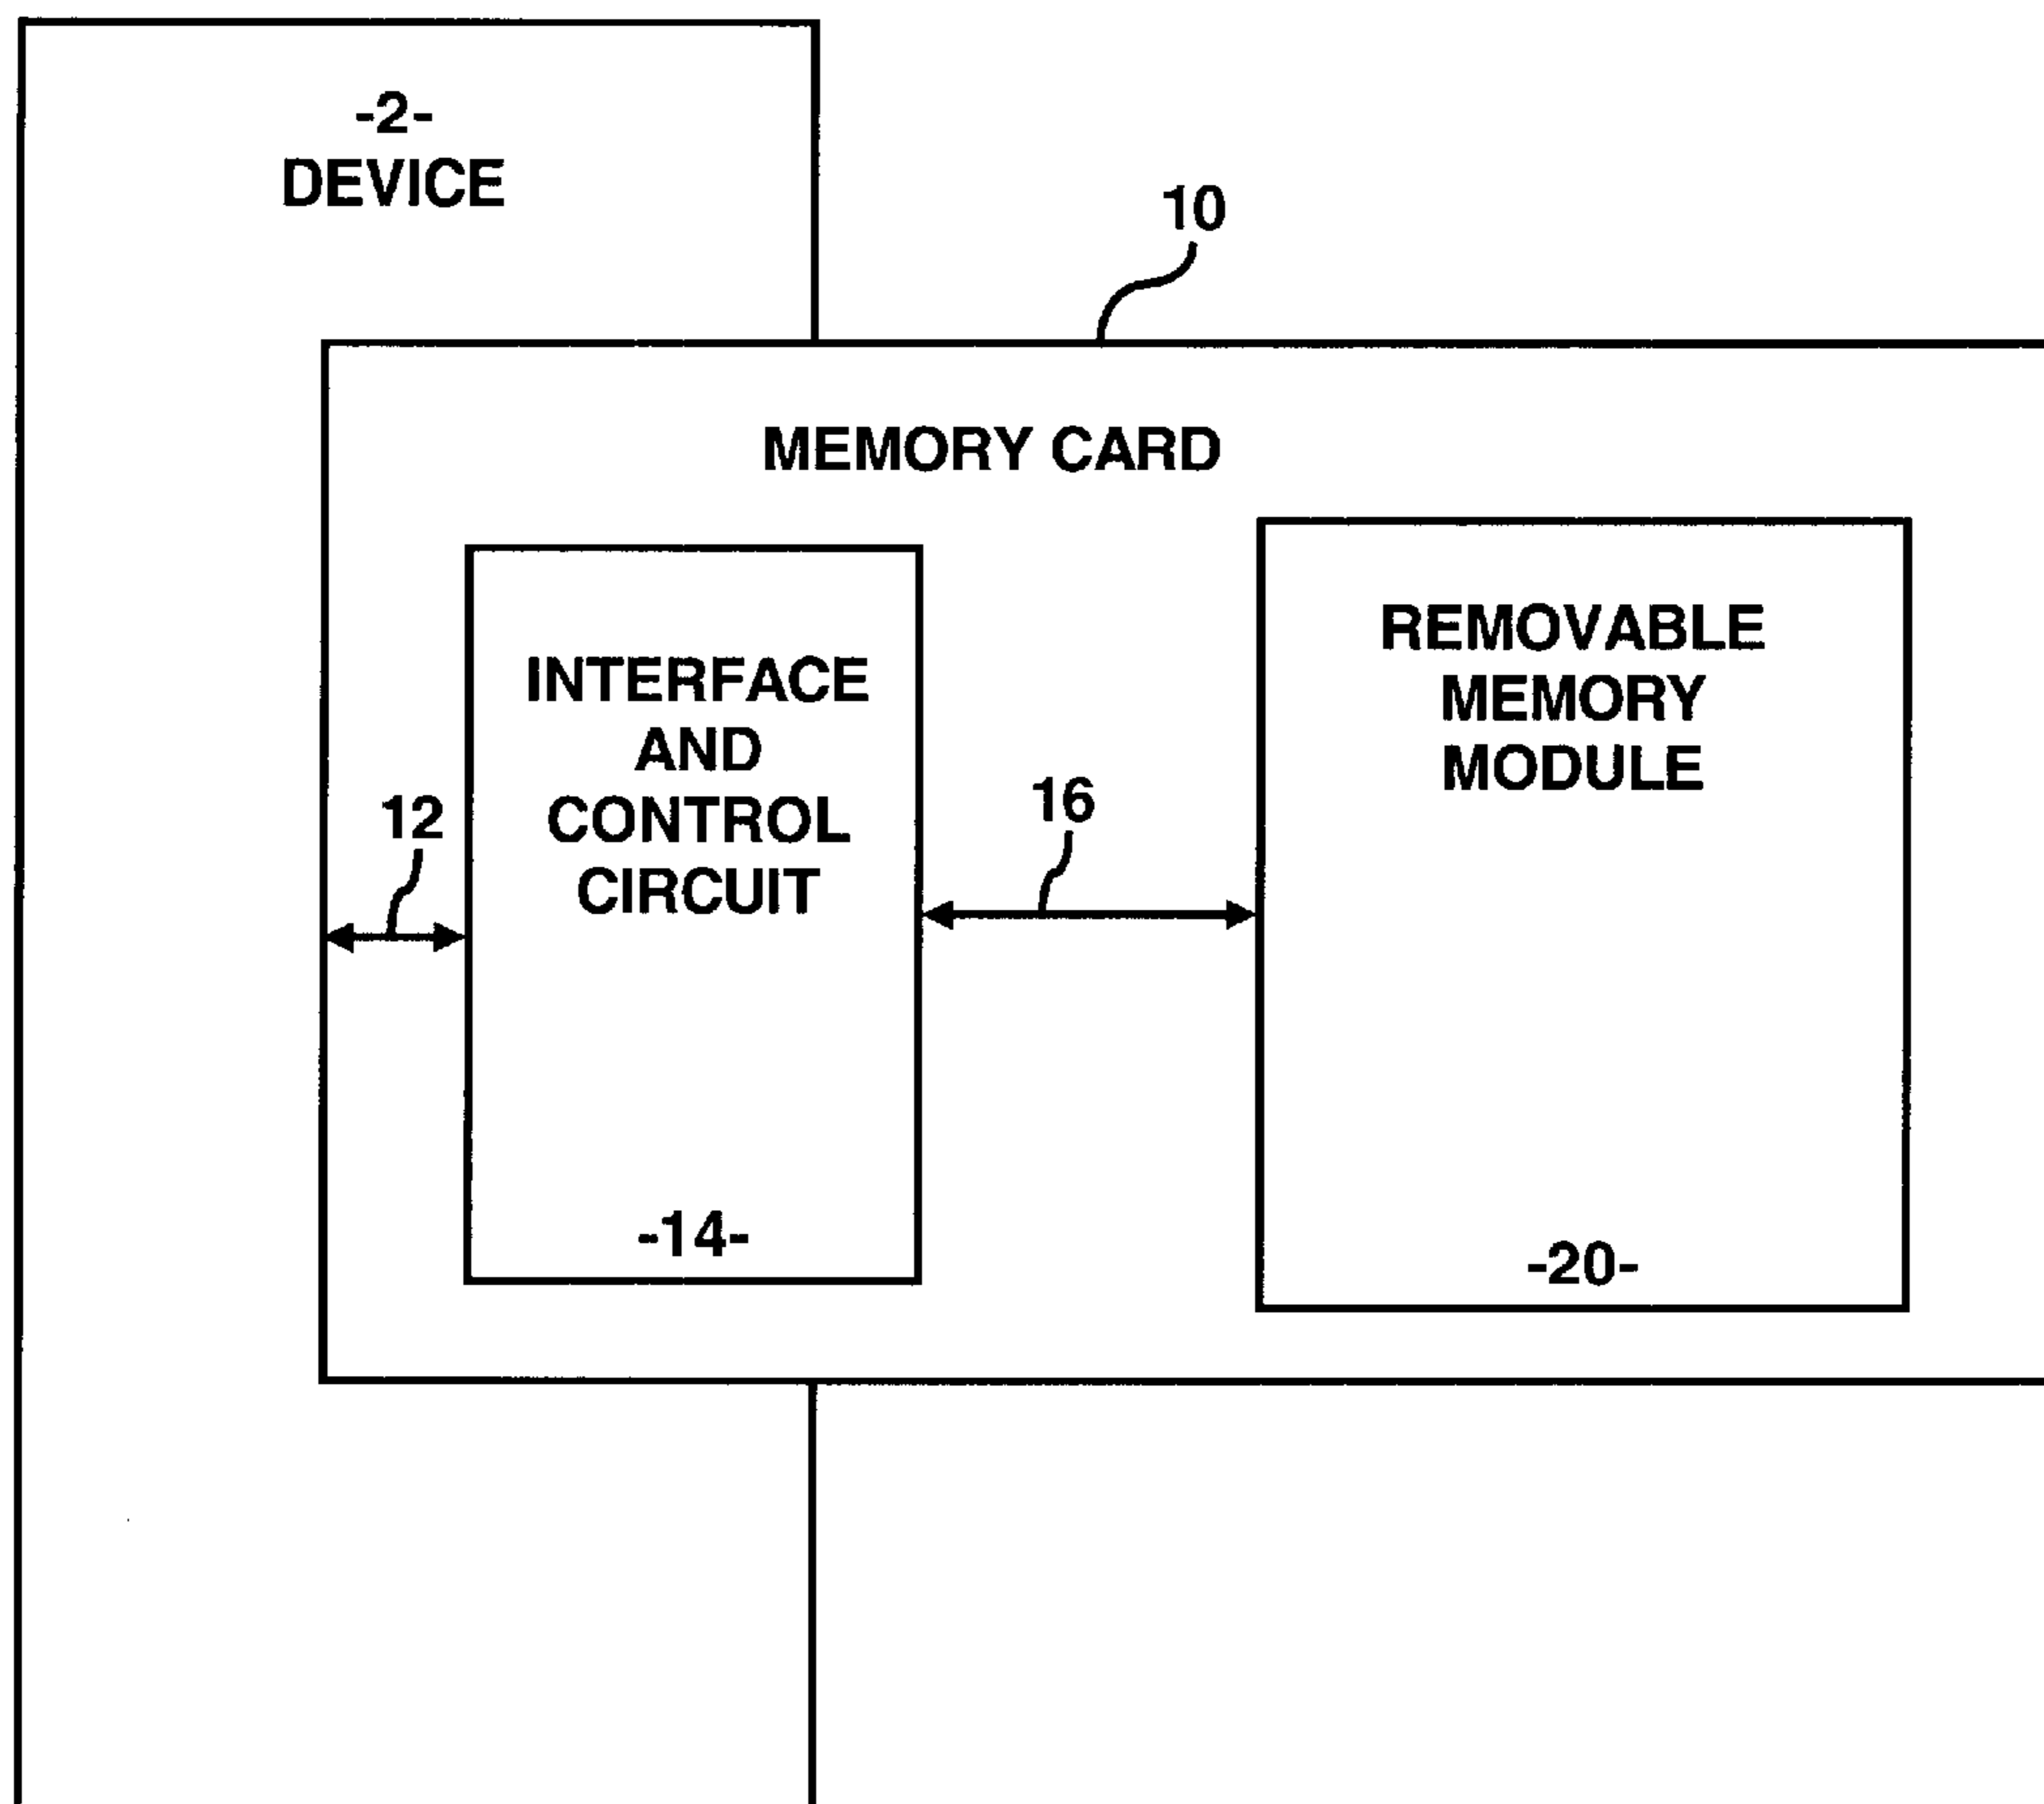 -2-
DEVICE
10
MEMORY CARD
INTERFACE
AND
CONTROL
CIRCUIT
-14-
12
16
REMOVABLE
MEMORY
MODULE
-20-